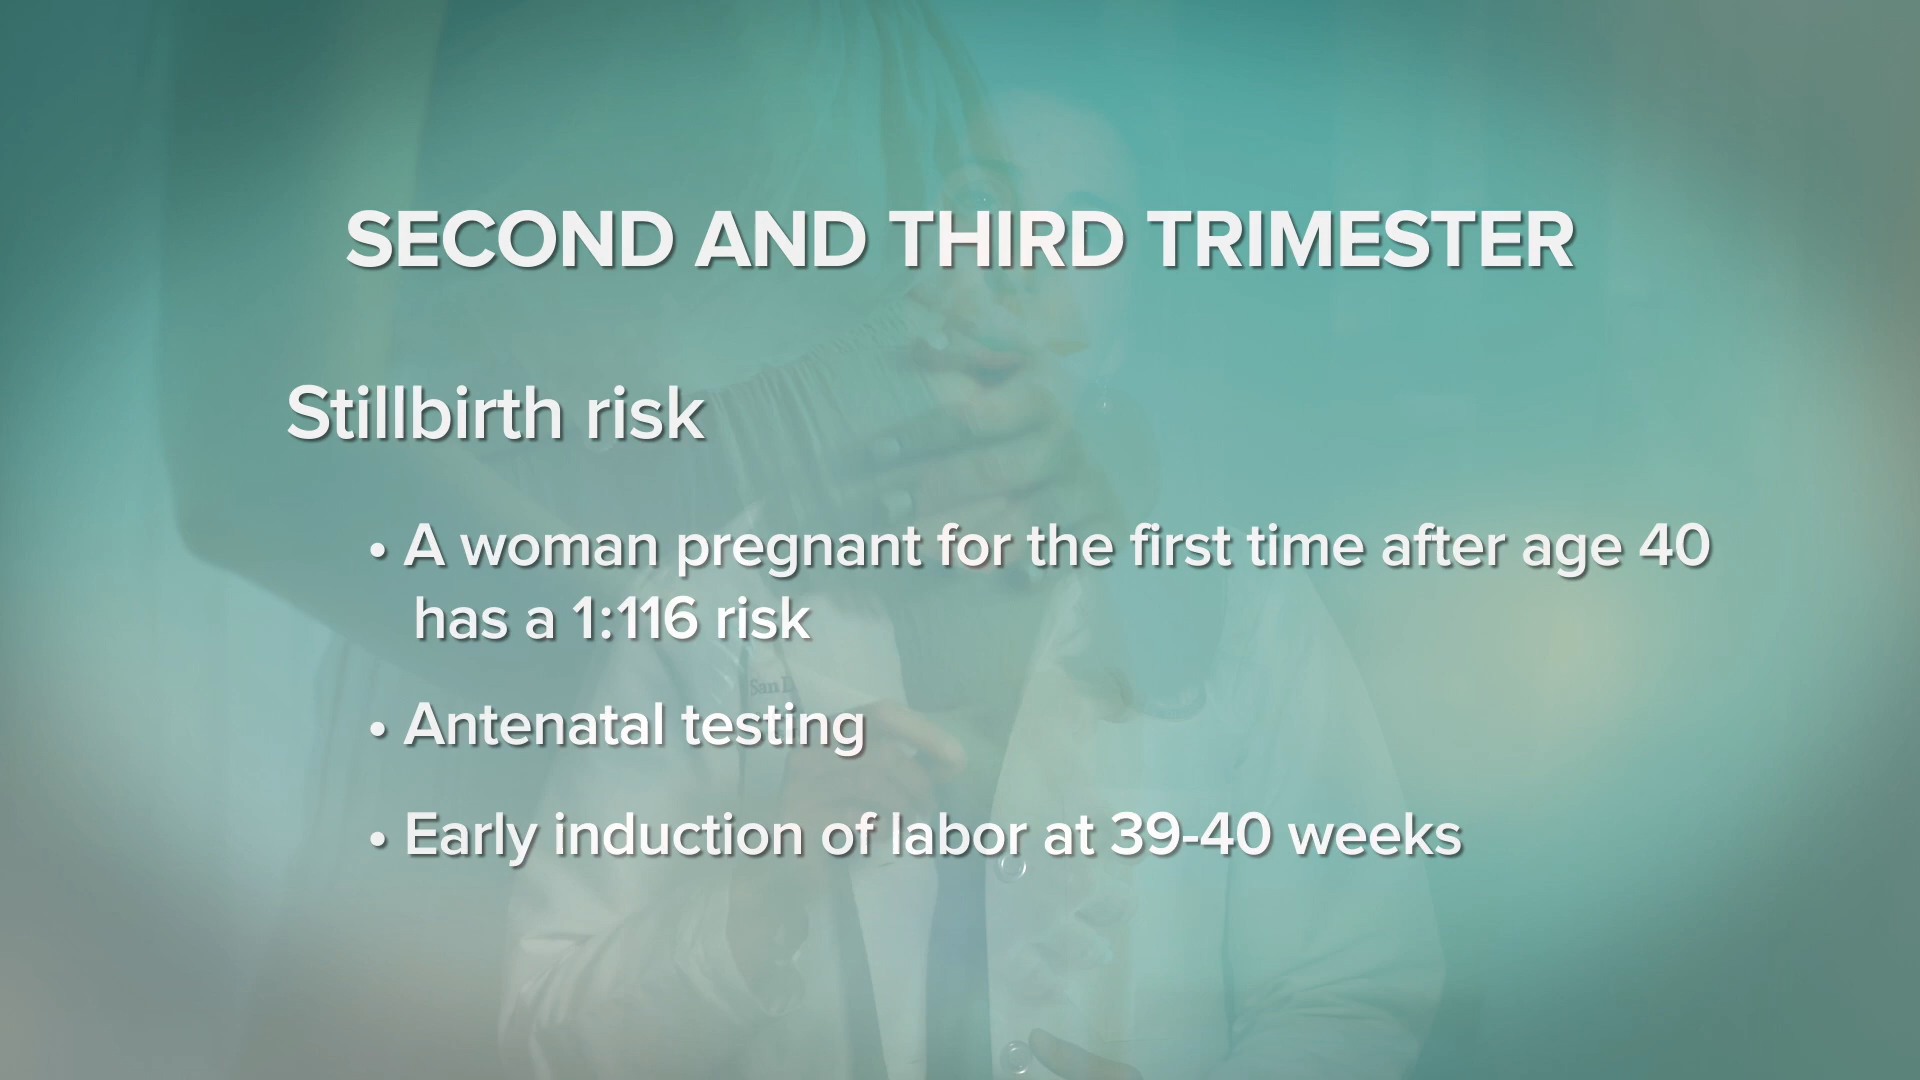 SECOND AND THIRD TRIMESTER
Stillbirth risk
• A woman pregnant for the first time after age 40
has a 1:116 risk
• Antenatal testing
• Early induction of labor at 39-40 weeks
San